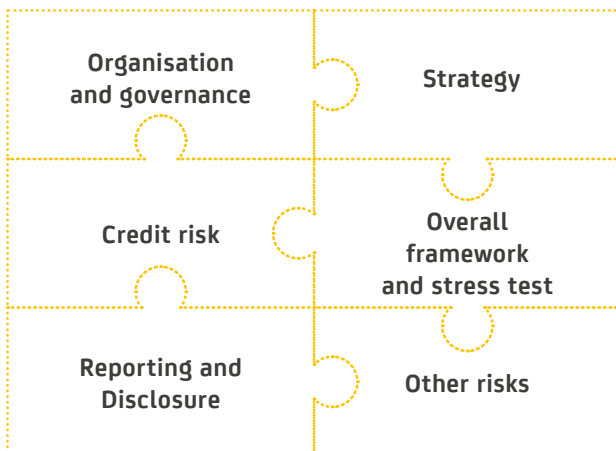 Organisation
and governance
Strategy
Credit risk
Overall
framework
and stress test
Reporting and
Disclosure
Other risks